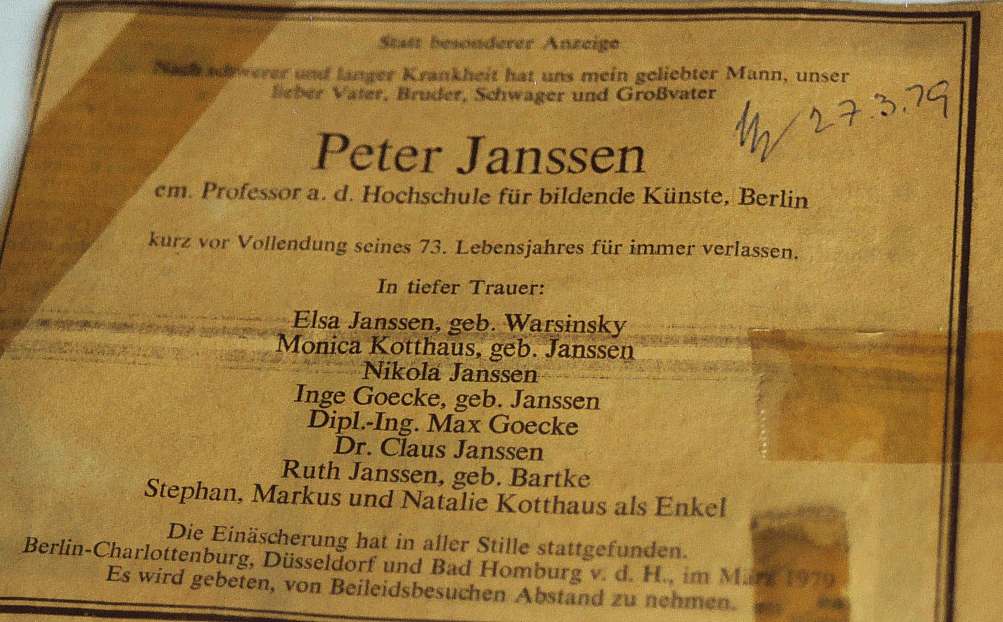 Statt besonderer Anzeige
Nach schwerer und langer Krankheit hat uns mein geliebter Mann, unser
lieber Vater, Bruder, Schwager und Großvater
27.3.79
Peter Janssen
em. Professor a. d. Hochschule für bildende Künste, Berlin
kurz vor Vollendung seines 73. Lebensjahres für immer verlassen.
In tiefer Trauer:
Elsa Janssen, geb. Warsinsky
Monica Kotthaus, geb. Janssen
Nikola Janssen
Inge Goecke, geb. Janssen
Dipl.-Ing. Max Goecke
Dr. Claus Janssen
Ruth Janssen, geb. Bartke
Stephan, Markus und Natalie Kotthaus als Enkel
Die Einäscherung hat in aller Stille stattgefunden.
Berlin-Charlottenburg, Düsseldorf und Bad Homburg v. d. H., im März 1979
Es wird gebeten, von Beileidsbesuchen Abstand zu nehmen.